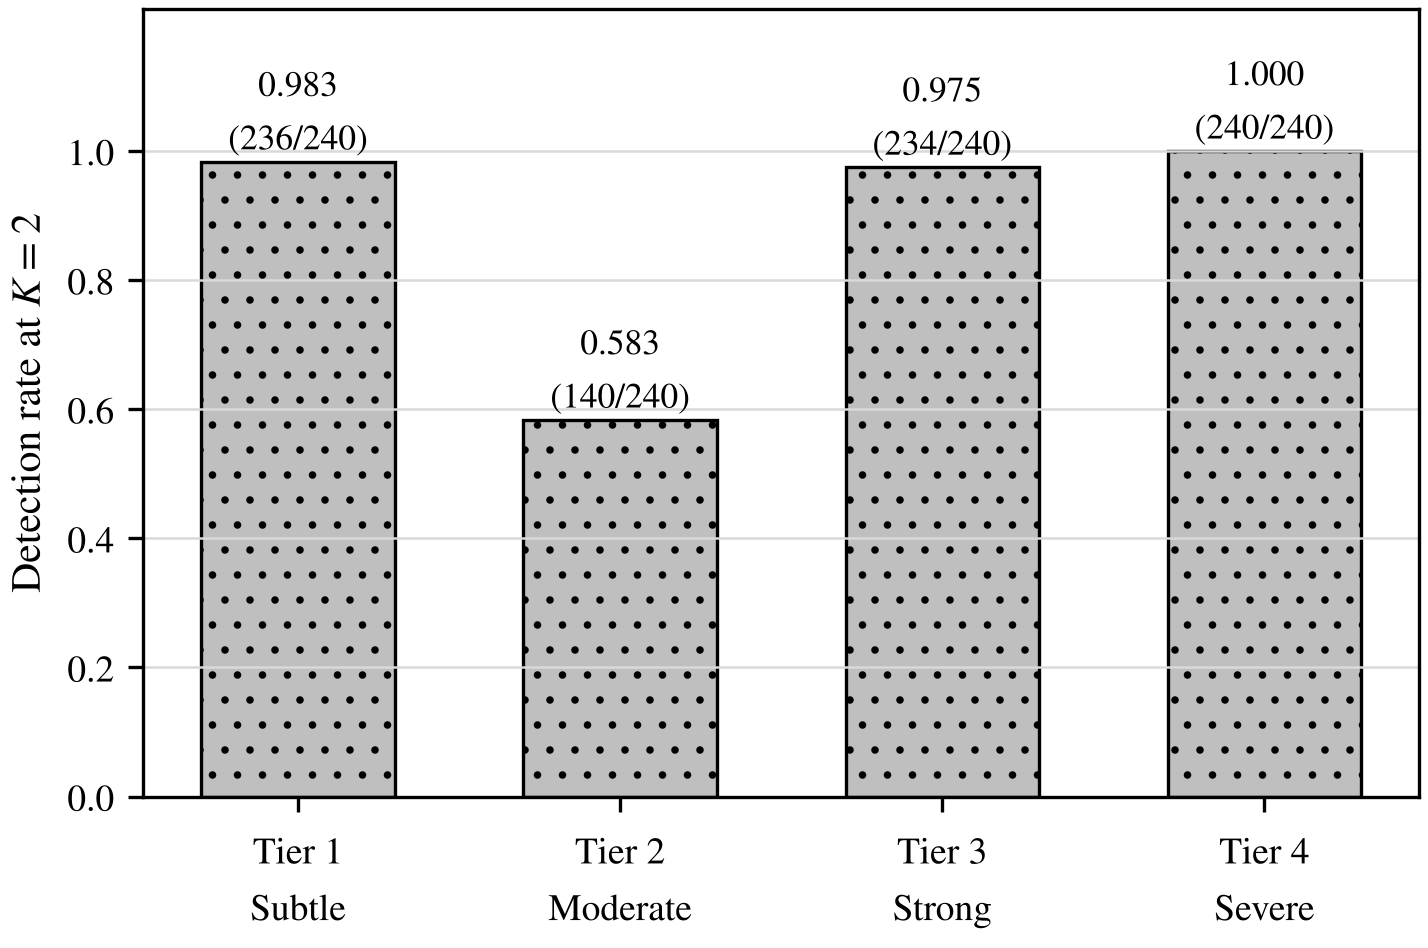 Detection rate at K = 2
1.0
0.8
0.6
0.4
0.2
0.0
0.983
(236/240)
0.583
(140/240)
0.975
(234/240)
1.000
(240/240)
Tier 1
Subtle
Tier 2
Moderate
Tier 3
Strong
Tier 4
Severe